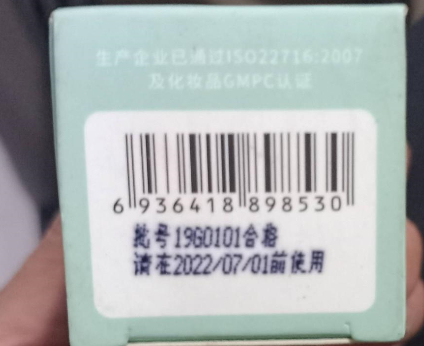 生产企业已通过ISO22716:2007
及化妆品GMPC认证
6 936418 898530
批号19G0101合格
请在2022/07/01前使用